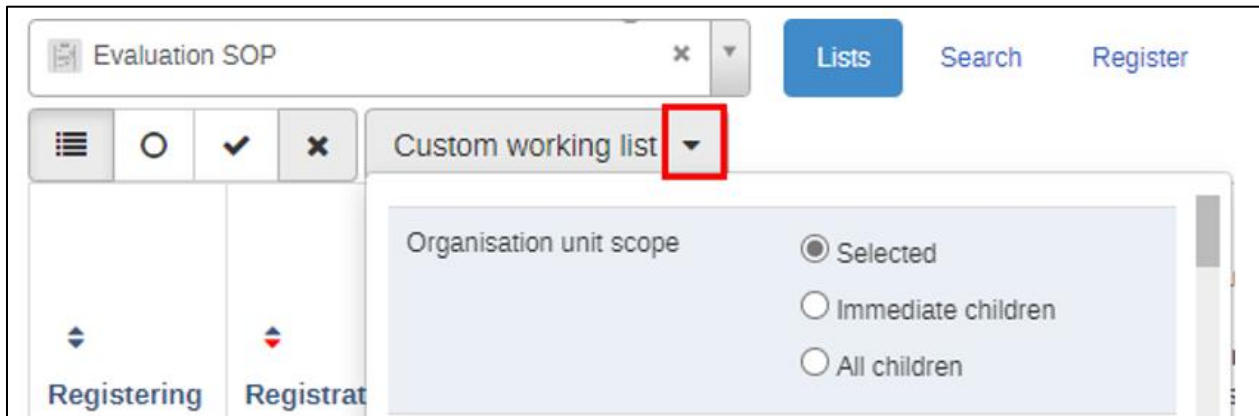 Evaluation SOP
Lists
Search
Register
Custom working list
Organisation unit scope
Selected
Immediate children
All children
Registering
Registrat